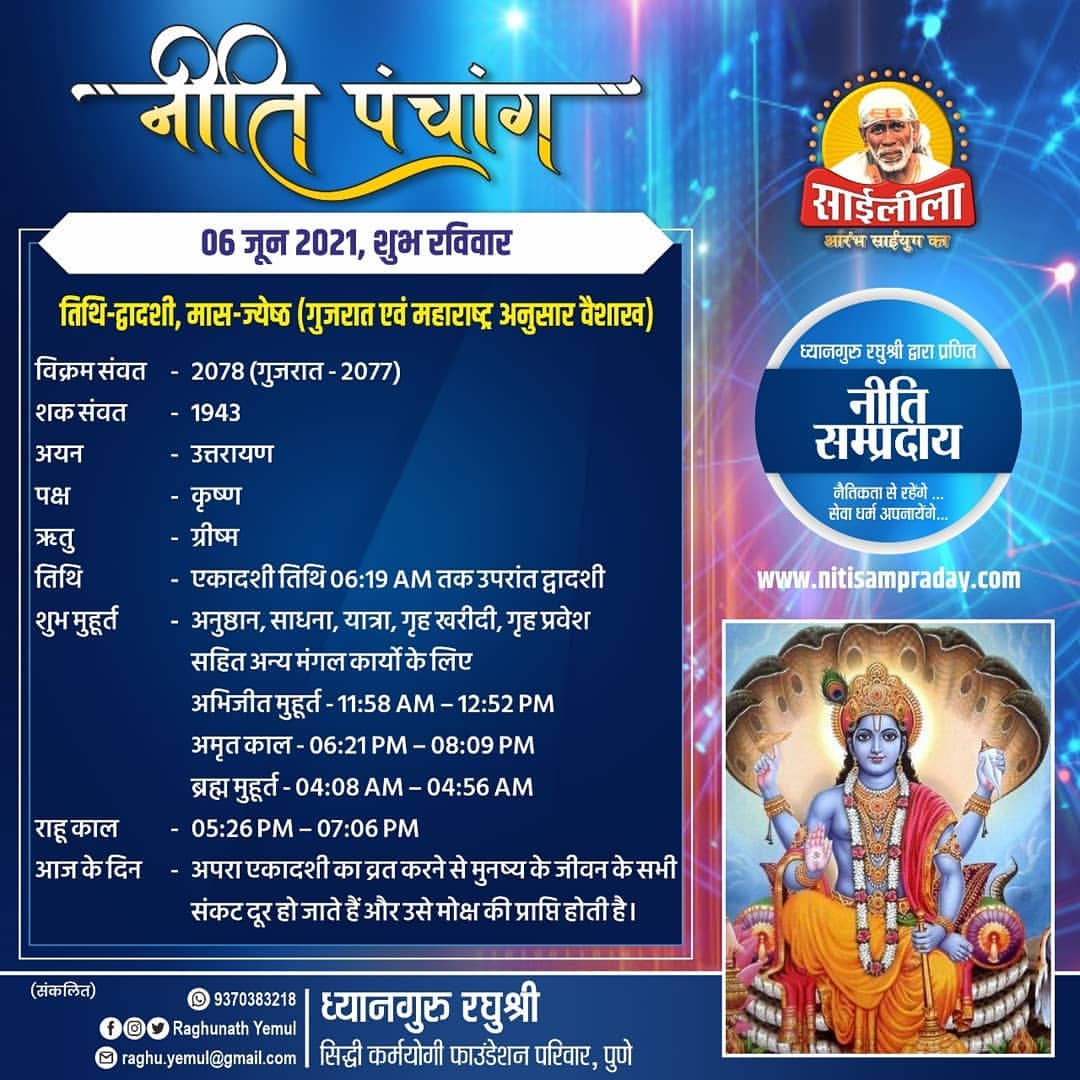 नीति पंचांग
साईलीला
आरंभ साईयुग का
06 जून 2021, शुभ रविवार
तिथि-द्वादशी, मास-ज्येष्ठ (गुजरात एवं महाराष्ट्र अनुसार वैशाख)
विक्रम संवत - 2078 (गुजरात - 2077)
शक संवत - 1943
अयन - उत्तरायण
पक्ष - कृष्ण
ऋतु - ग्रीष्म
तिथि - एकादशी तिथि 06:19 AM तक उपरांत द्वादशी
शुभ मुहूर्त - अनुष्ठान, साधना, यात्रा, गृह खरीदी, गृह प्रवेश
सहित अन्य मंगल कार्यो के लिए
अभिजीत मुहूर्त - 11:58 AM – 12:52 PM
अमृत काल - 06:21 PM – 08:09 PM
ब्रह्म मुहूर्त - 04:08 AM – 04:56 AM
राहू काल - 05:26 PM – 07:06 PM
आज के दिन - अपरा एकादशी का व्रत करने से मुनष्य के जीवन के सभी
संकट दूर हो जाते हैं और उसे मोक्ष की प्राप्ति होती है।
ध्यानगुरु रघुश्री द्वारा प्रणित
नीति
सम्प्रदाय
नैतिकता से रहेंगे ...
सेवा धर्म अपनायेंगे...
www.nitisampraday.com
(संकलित)
9370383218
Raghunath Yemul
raghu.yemul@gmail.com
ध्यानगुरु रघुश्री
सिद्धी कर्मयोगी फाउंडेशन परिवार, पुणे